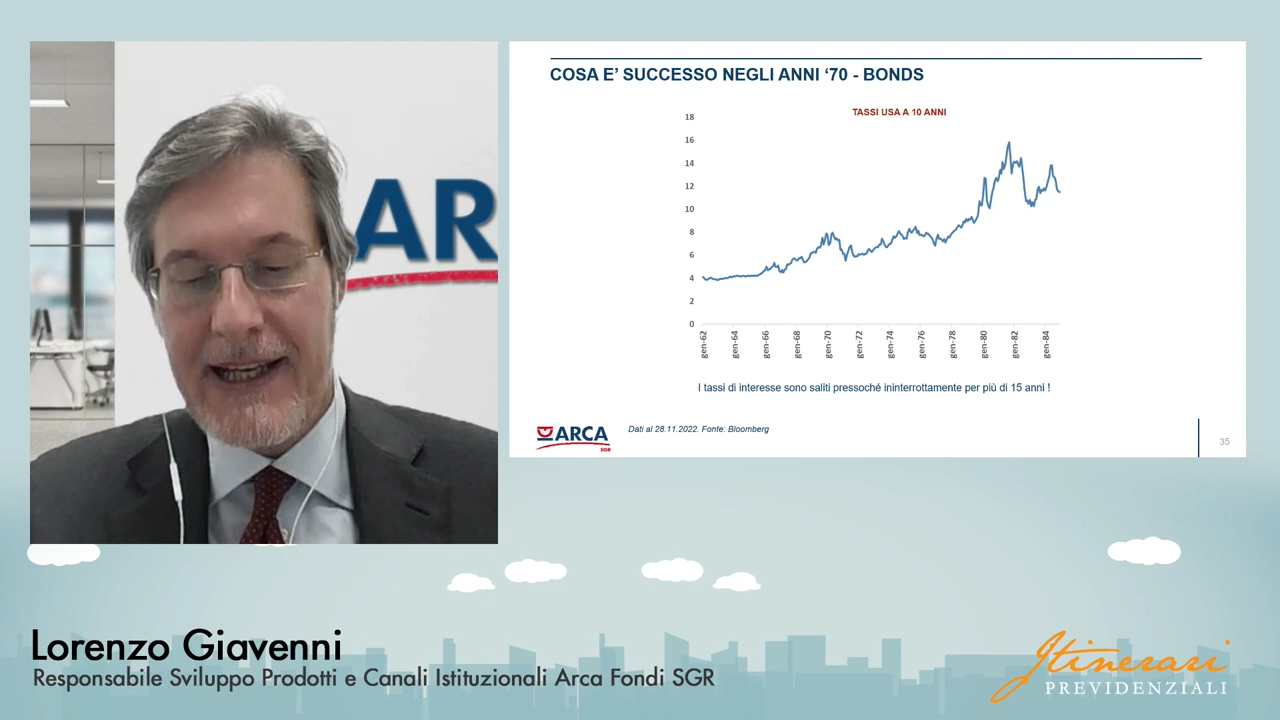 AR
COSA E' SUCCESSO NEGLI ANNI '70 - BONDS
TASSI USA A 10 ANNI
18
16
14
12
10
8
6
4
2
0
gen-62
gen-64
gen-66
gen-68
gen-70
gen-72
gen-74
gen-76
gen-78
gen-80
gen-82
gen-84
I tassi di interesse sono saliti pressoché ininterrottamente per più di 15 anni !
ARCA
SGR
Dati al 28.11.2022. Fonte: Bloomberg
35
Lorenzo Giavenni
Responsabile Sviluppo Prodotti e Canali Istituzionali Arca Fondi SGR
Itinerari
PREVIDENZIALI